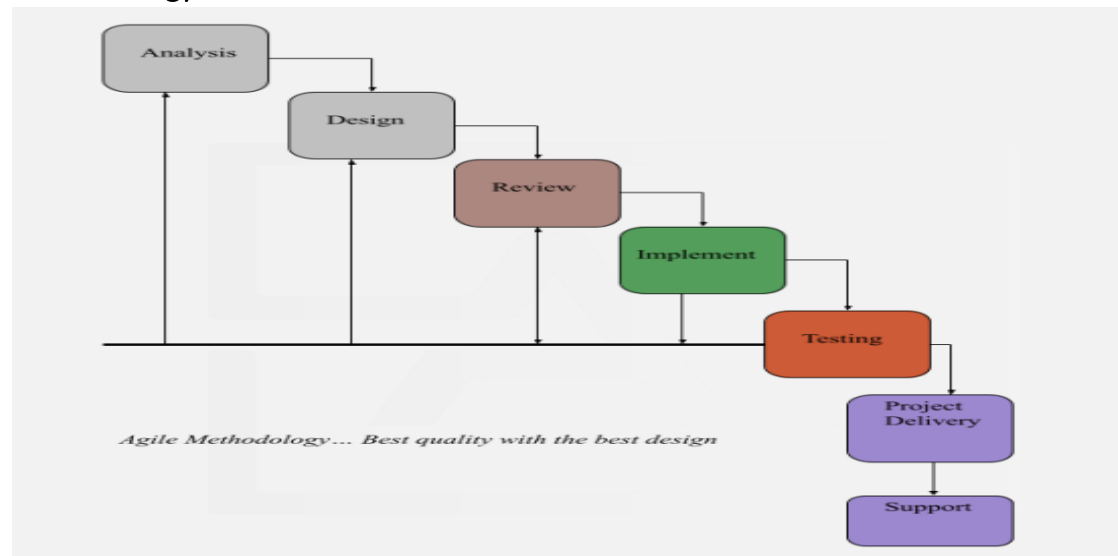 Analysis
Design
Review
Implement
Testing
Project
Delivery
Agile Methodology… Best quality with the best design
Support